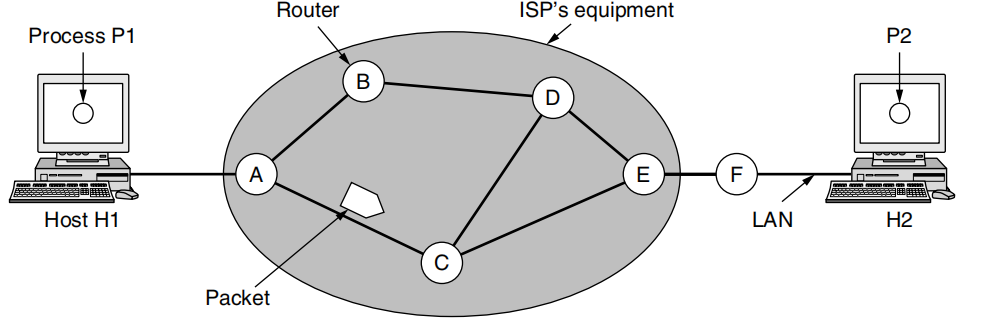 Router
ISP’s equipment
Process P1
P2
B
D
A
E
F
C
Host H1
LAN
H2
Packet